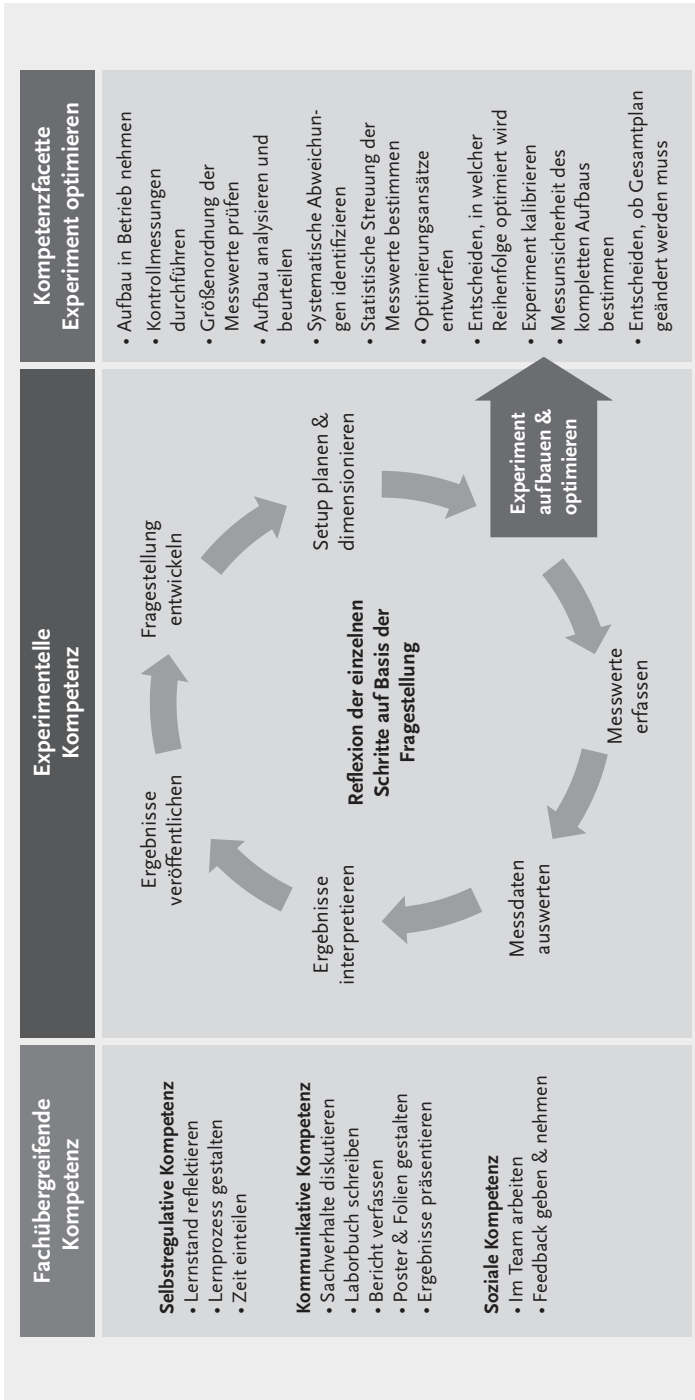 Fachübergreifende
Kompetenz
Selbstregulative Kompetenz
• Lernstand reflektieren
• Lernprozess gestalten
• Zeit einteilen
Kommunikative Kompetenz
• Sachverhalte diskutieren
• Laborbuch schreiben
• Bericht verfassen
• Poster & Folien gestalten
• Ergebnisse präsentieren
Soziale Kompetenz
• Im Team arbeiten
• Feedback geben & nehmen
Experimentelle
Kompetenz
Fragestellung
entwickeln
Setup planen &
dimensionieren
Experiment
aufbauen &
optimieren
Messwerte
erfassen
Messdaten
auswerten
Ergebnisse
interpretieren
Ergebnisse
veröffentlichen
Reflexion der einzelnen
Schritte auf Basis der
Fragestellung
Kompetenzfacette
Experiment optimieren
• Aufbau in Betrieb nehmen
• Kontrollmessungen
durchführen
• Größenordnung der
Messwerte prüfen
• Aufbau analysieren und
beurteilen
• Systematische Abweichun-
gen identifizieren
• Statistische Streuung der
Messwerte bestimmen
• Optimierungsansätze
entwerfen
• Entscheiden, in welcher
Reihenfolge optimiert wird
• Experiment kalibrieren
• Messunsicherheit des
kompletten Aufbaus
bestimmen
• Entscheiden, ob Gesamtplan
geändert werden muss